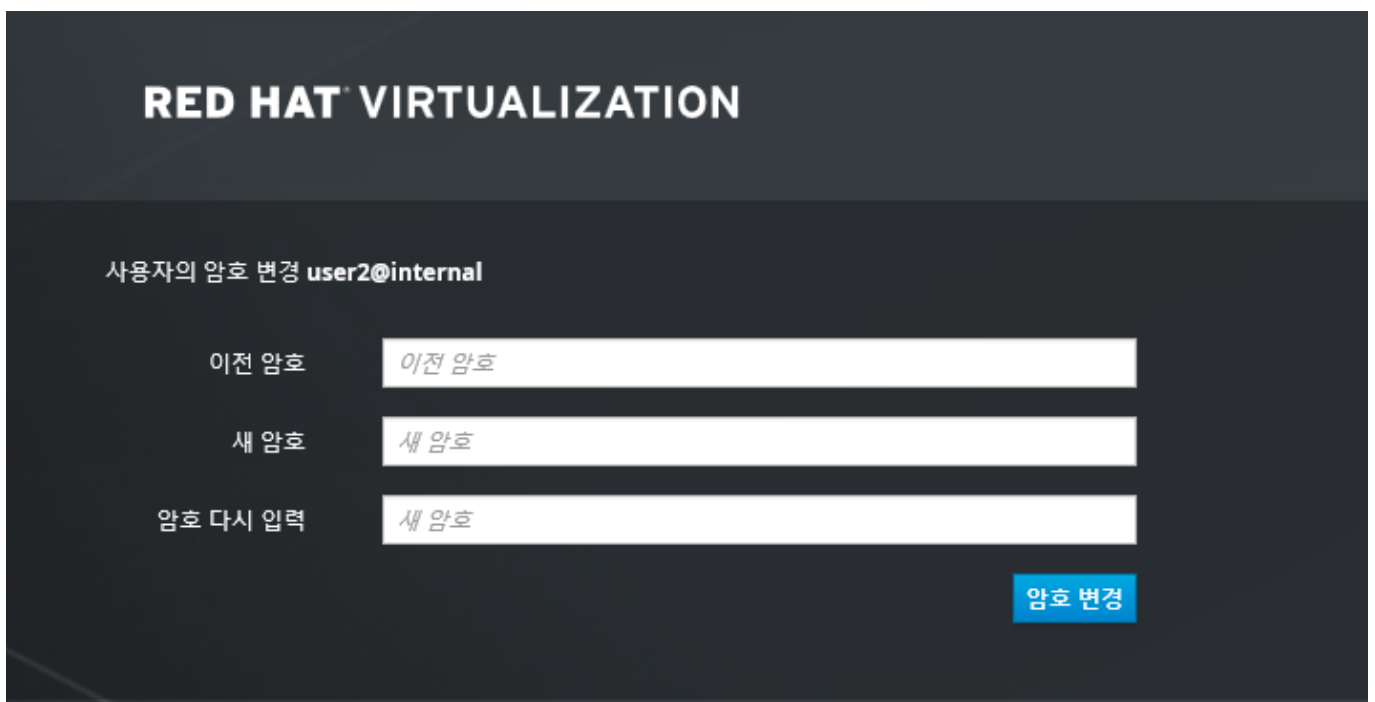 RED HAT® VIRTUALIZATION
사용자의 암호 변경 user2@internal
이전 암호 이전 암호
새 암호 새 암호
암호 다시 입력 새 암호
암호 변경